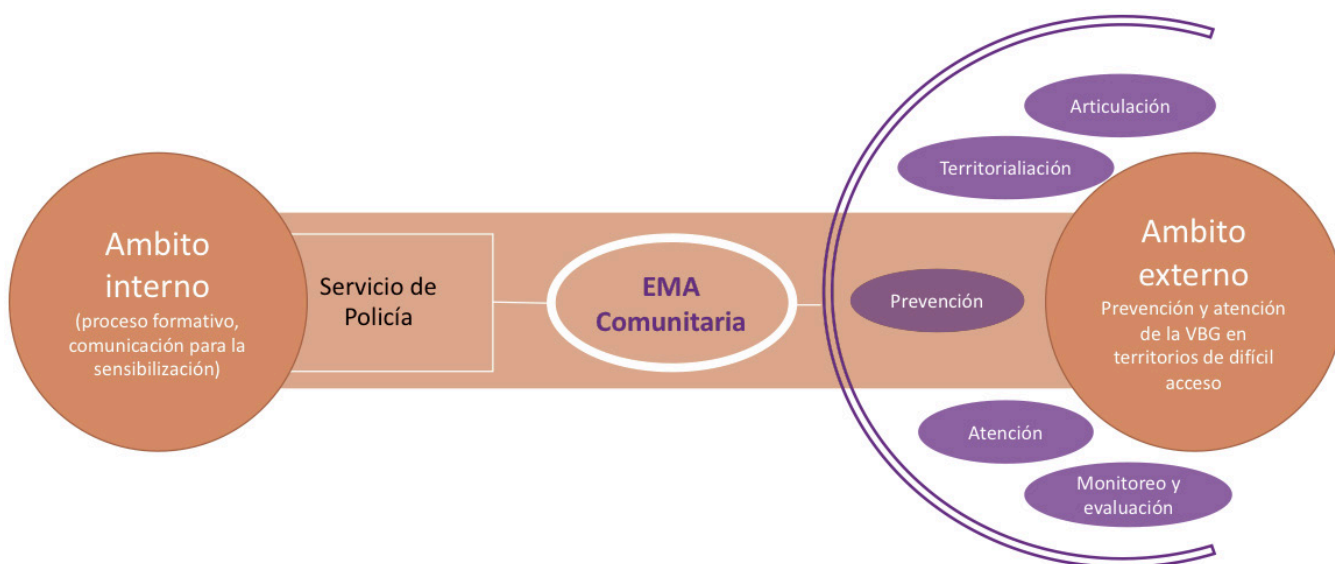 Ambito
interno
(proceso formativo,
comunicación para la
sensibilización)
Servicio de
Policía
EMA
Comunitaria
Articulación
Territorialiación
Prevención
Atención
Monitoreo y
evaluación
Ambito
externo
Prevención y atención
de la VBG en
territorios de difícil
acceso